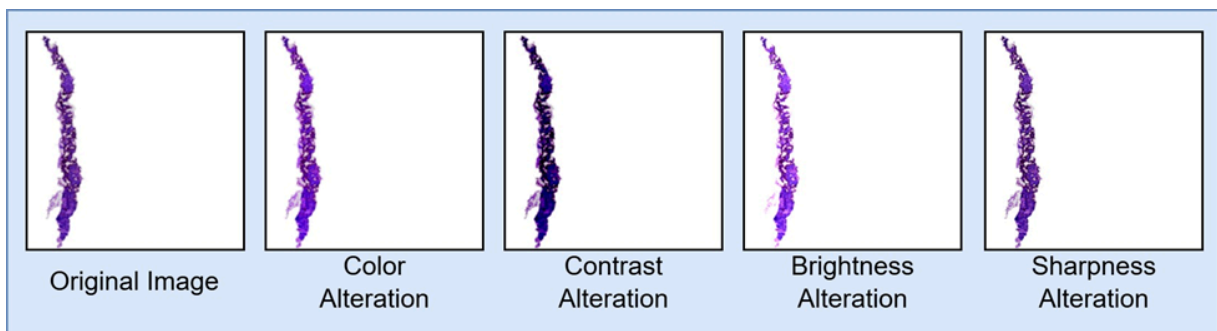 Original Image
Color
Alteration
Contrast
Alteration
Brightness
Alteration
Sharpness
Alteration